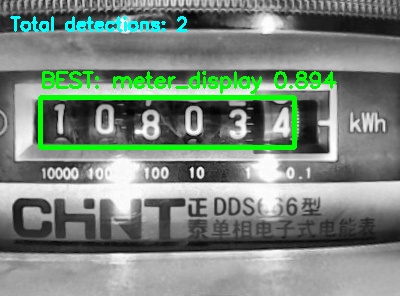 Total detections: 2
BEST: meter_display 0.894
1 0 8 0 3 4 kWh
10000 1000 100 10 1 0.1
CHNT 正泰 DDS666型
单相电子式电能表